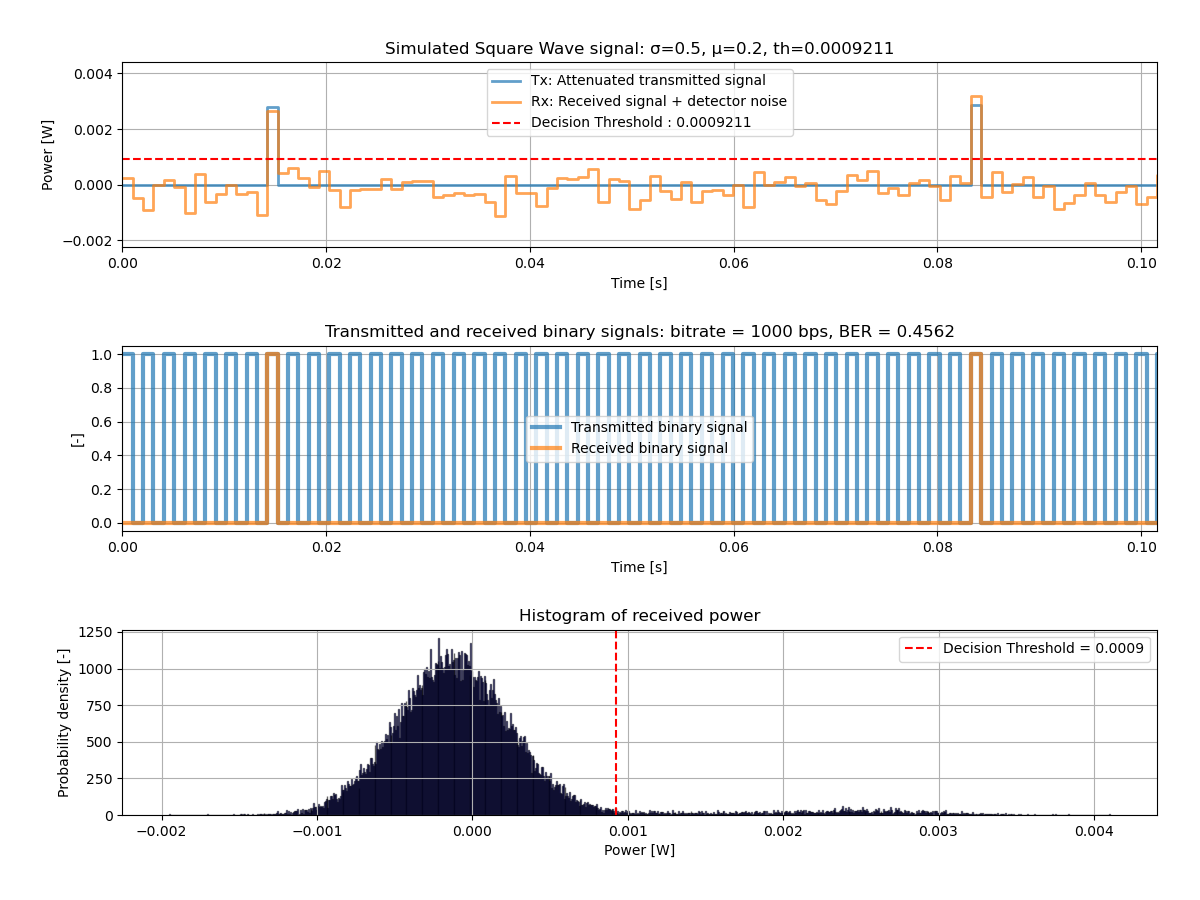 Simulated Square Wave signal: σ=0.5, μ=0.2, th=0.0009211
Power [W]
0.004
0.002
0.000
−0.002
Tx: Attenuated transmitted signal
Rx: Received signal + detector noise
Decision Threshold : 0.0009211
0.00 0.02 0.04 0.06 0.08 0.10
Time [s]
Transmitted and received binary signals: bitrate = 1000 bps, BER = 0.4562
[-]
1.0
0.8
0.6
0.4
0.2
0.0
Transmitted binary signal
Received binary signal
0.00 0.02 0.04 0.06 0.08 0.10
Time [s]
Histogram of received power
Probability density [-]
1250
1000
750
500
250
0
Decision Threshold = 0.0009
−0.002 −0.001 0.000 0.001 0.002 0.003 0.004
Power [W]